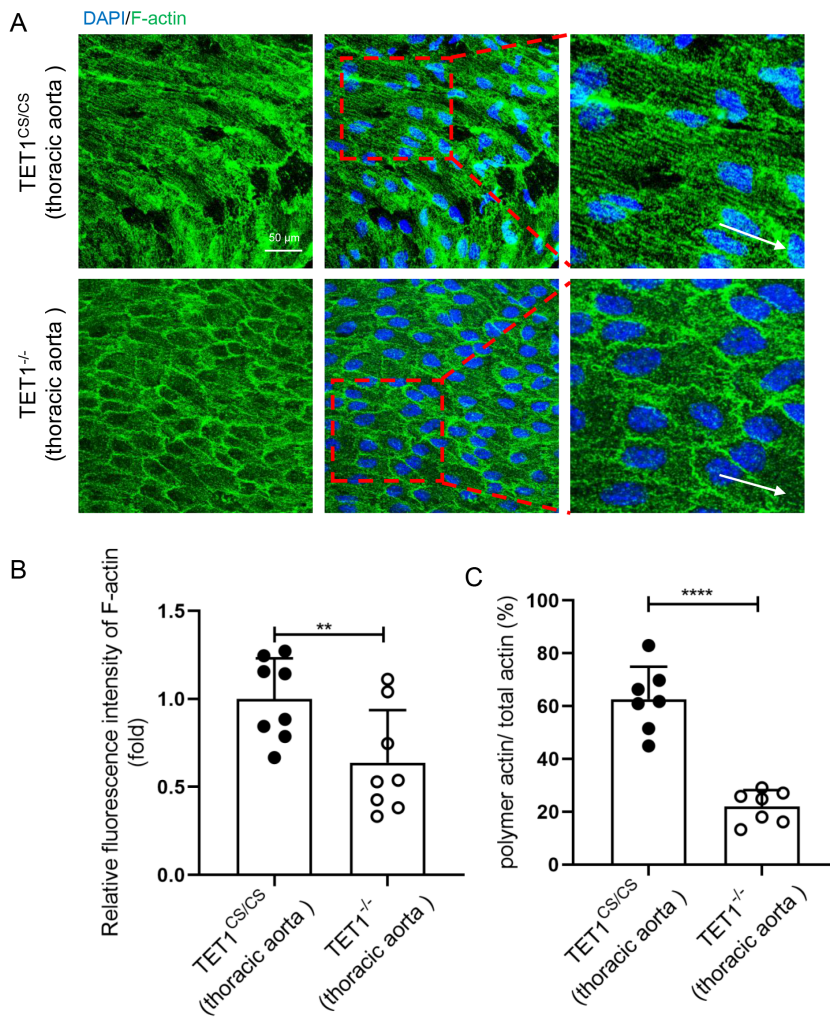 A
DAPI/F-actin
TET1CS/CS
(thoracic aorta )
50 μm
TET1-/-
(thoracic aorta )
B
Relative fluorescence intensity of F-actin
(fold)
1.5
1.0
0.5
0.0
**
TET1CS/CS
(thoracic aorta )
TET1-/-
(thoracic aorta )
C
polymer actin/ total actin (%)
100
80
60
40
20
0
****
TET1CS/CS
(thoracic aorta )
TET1-/-
(thoracic aorta )